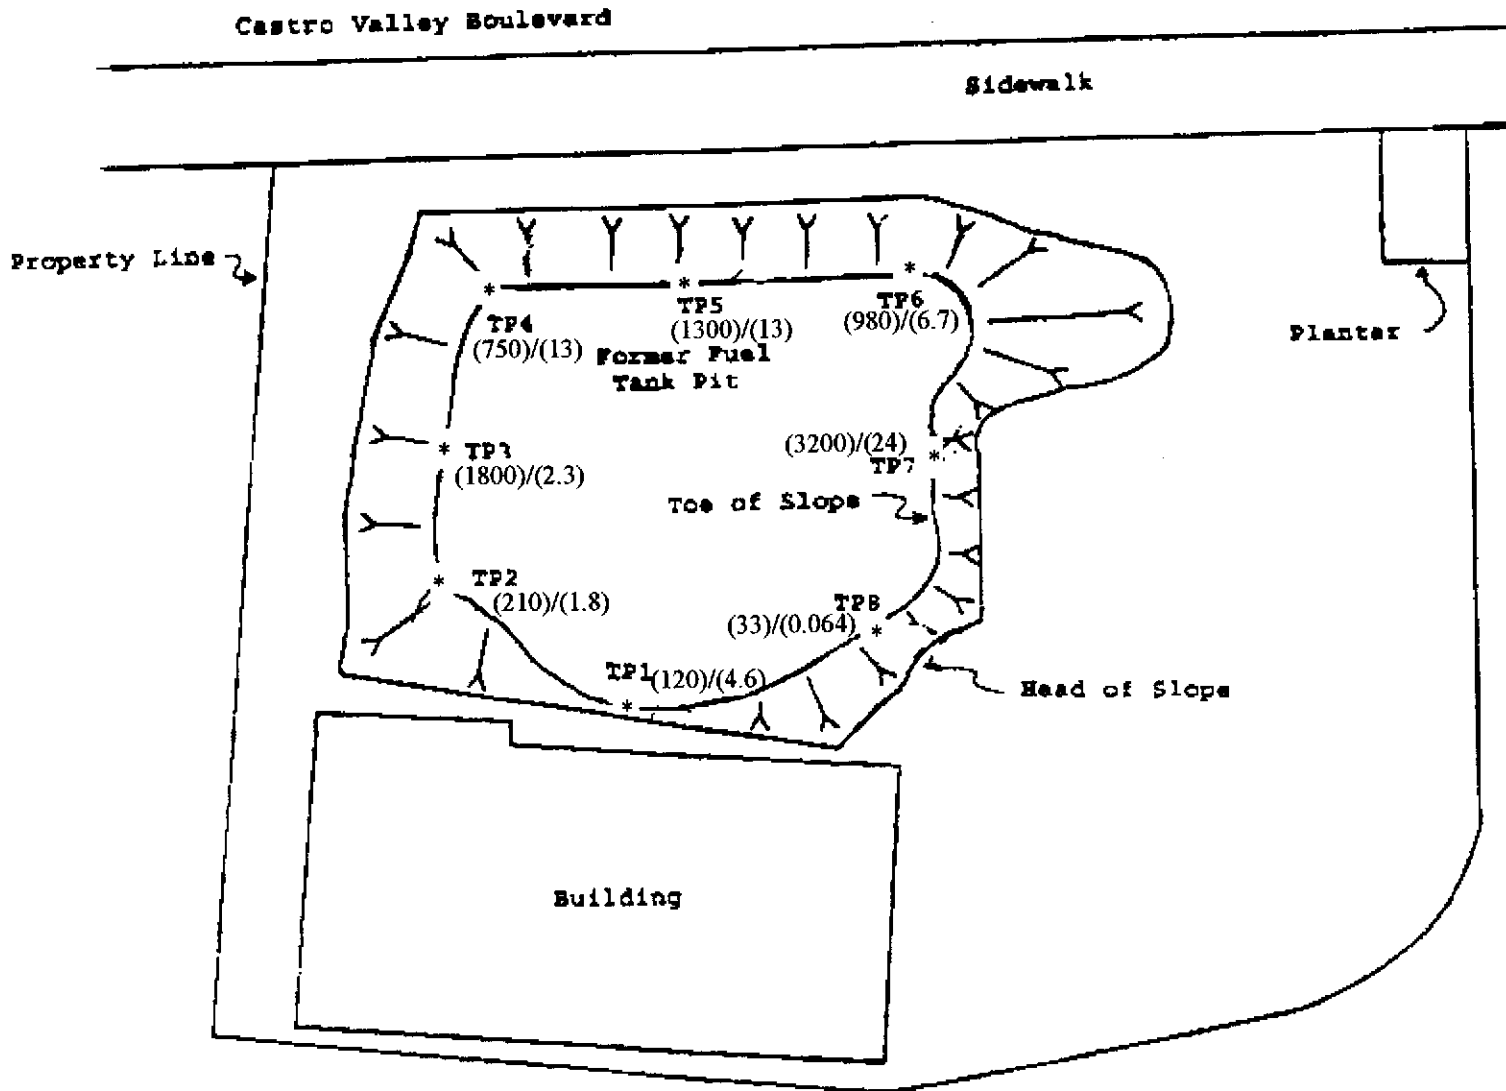 Castro Valley Boulevard
Sidewalk
Property Line
Planter
TP4
(750)/(13)
TP5
(1300)/(13)
TP6
(980)/(6.7)
Former Fuel
Tank Pit
TP3
(1800)/(2.3)
(3200)/(24)
TP7
Toe of Slope
TP2
(210)/(1.8)
TP8
(33)/(0.064)
TP1 (120)/(4.6)
Head of Slope
Building